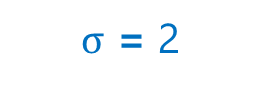 σ = 2